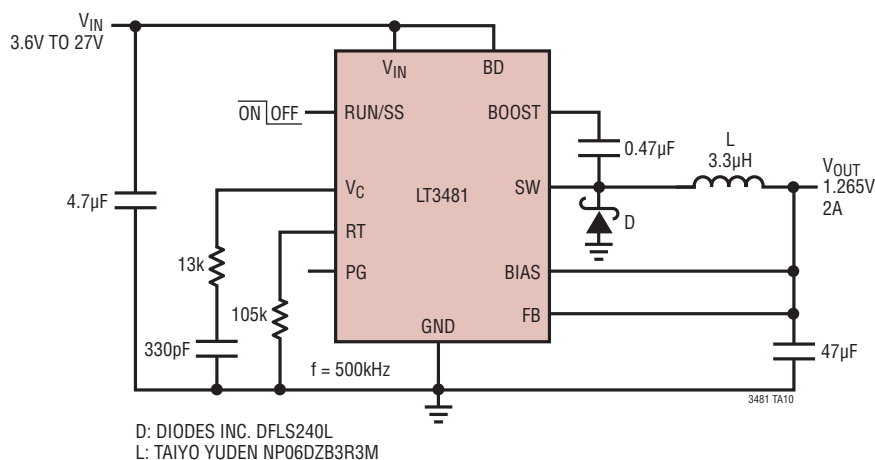 VIN
3.6V TO 27V
VIN
BD
ON OFF
RUN/SS
BOOST
0.47µF
L
3.3µH
VOUT
1.265V
2A
4.7µF
VC
LT3481
SW
D
RT
13k
PG
BIAS
105k
FB
GND
330pF
f = 500kHz
47µF
3481 TA10
D: DIODES INC. DFLS240L
L: TAIYO YUDEN NP06DZB3R3M